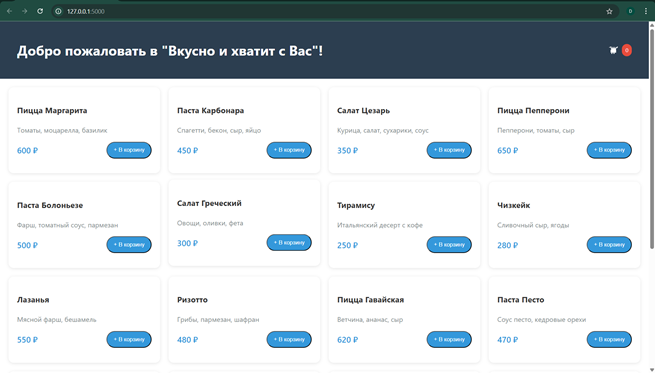 127.0.0.1:5000
D
Добро пожаловать в "Вкусно и хватит с Вас"!
0
Пицца Маргарита
Томаты, моцарелла, базилик
600 ₽
+ В корзину
Паста Карбонара
Спагетти, бекон, сыр, яйцо
450 ₽
+ В корзину
Салат Цезарь
Курица, салат, сухарики, соус
350 ₽
+ В корзину
Пицца Пепперони
Пепперони, томаты, сыр
650 ₽
+ В корзину
Паста Болоньезе
Фарш, томатный соус, пармезан
500 ₽
+ В корзину
Салат Греческий
Овощи, оливки, фета
300 ₽
+ В корзину
Тирамису
Итальянский десерт с кофе
250 ₽
+ В корзину
Чизкейк
Сливочный сыр, ягоды
280 ₽
+ В корзину
Лазанья
Мясной фарш, бешамель
550 ₽
+ В корзину
Ризотто
Грибы, пармезан, шафран
480 ₽
+ В корзину
Пицца Гавайская
Ветчина, ананас, сыр
620 ₽
+ В корзину
Паста Песто
Соус песто, кедровые орехи
470 ₽
+ В корзину